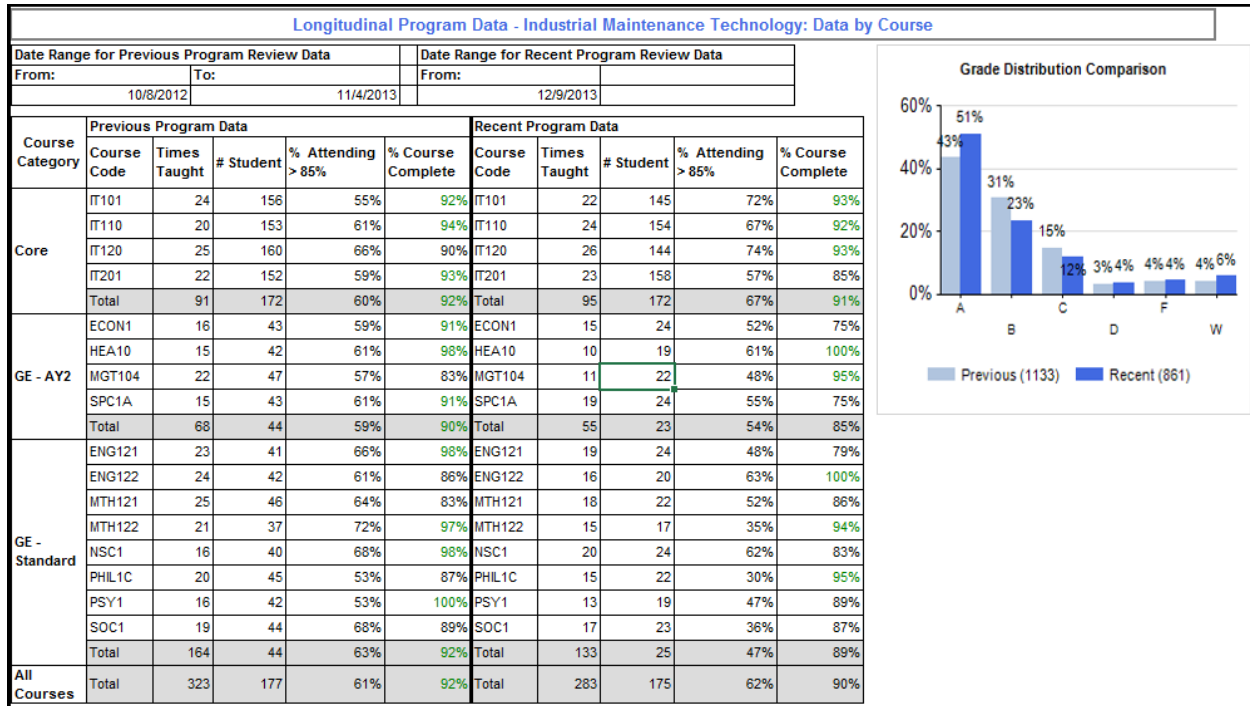 Longitudinal Program Data - Industrial Maintenance Technology: Data by Course
Date Range for Previous Program Review Data Date Range for Recent Program Review Data
From: To: From:
10/8/2012 11/4/2013 12/9/2013
Course Category Previous Program Data Recent Program Data
Course Code Times Taught # Student % Attending > 85% % Course Complete Course Code Times Taught # Student % Attending > 85% % Course Complete
Core
IT101 24 156 55% 92% IT101 22 145 72% 93%
IT110 20 153 61% 94% IT110 24 154 67% 92%
IT120 25 160 66% 90% IT120 26 144 74% 93%
IT201 22 152 59% 93% IT201 23 158 57% 85%
Total 91 172 60% 92% Total 95 172 67% 91%
GE - AY2
ECON1 16 43 59% 91% ECON1 15 24 52% 75%
HEA10 15 42 61% 98% HEA10 10 19 61% 100%
MGT104 22 47 57% 83% MGT104 11 22 48% 95%
SPC1A 15 43 61% 91% SPC1A 19 24 55% 75%
Total 68 44 59% 90% Total 55 23 54% 85%
GE - Standard
ENG121 23 41 66% 98% ENG121 19 24 48% 79%
ENG122 24 42 61% 86% ENG122 16 20 63% 100%
MTH121 25 46 64% 83% MTH121 18 22 52% 86%
MTH122 21 37 72% 97% MTH122 15 17 35% 94%
NSC1 16 40 68% 98% NSC1 20 24 62% 83%
PHIL1C 20 45 53% 87% PHIL1C 15 22 30% 95%
PSY1 16 42 53% 100% PSY1 13 19 47% 89%
SOC1 19 44 68% 89% SOC1 17 23 36% 87%
Total 164 44 63% 92% Total 133 25 47% 89%
All Courses Total 323 177 61% 92% Total 283 175 62% 90%
Grade Distribution Comparison
60%
40%
20%
0%
43% 51%
31% 23%
15% 12%
3% 4%
4% 4%
4% 6%
A B C D F W
Previous (1133) Recent (861)